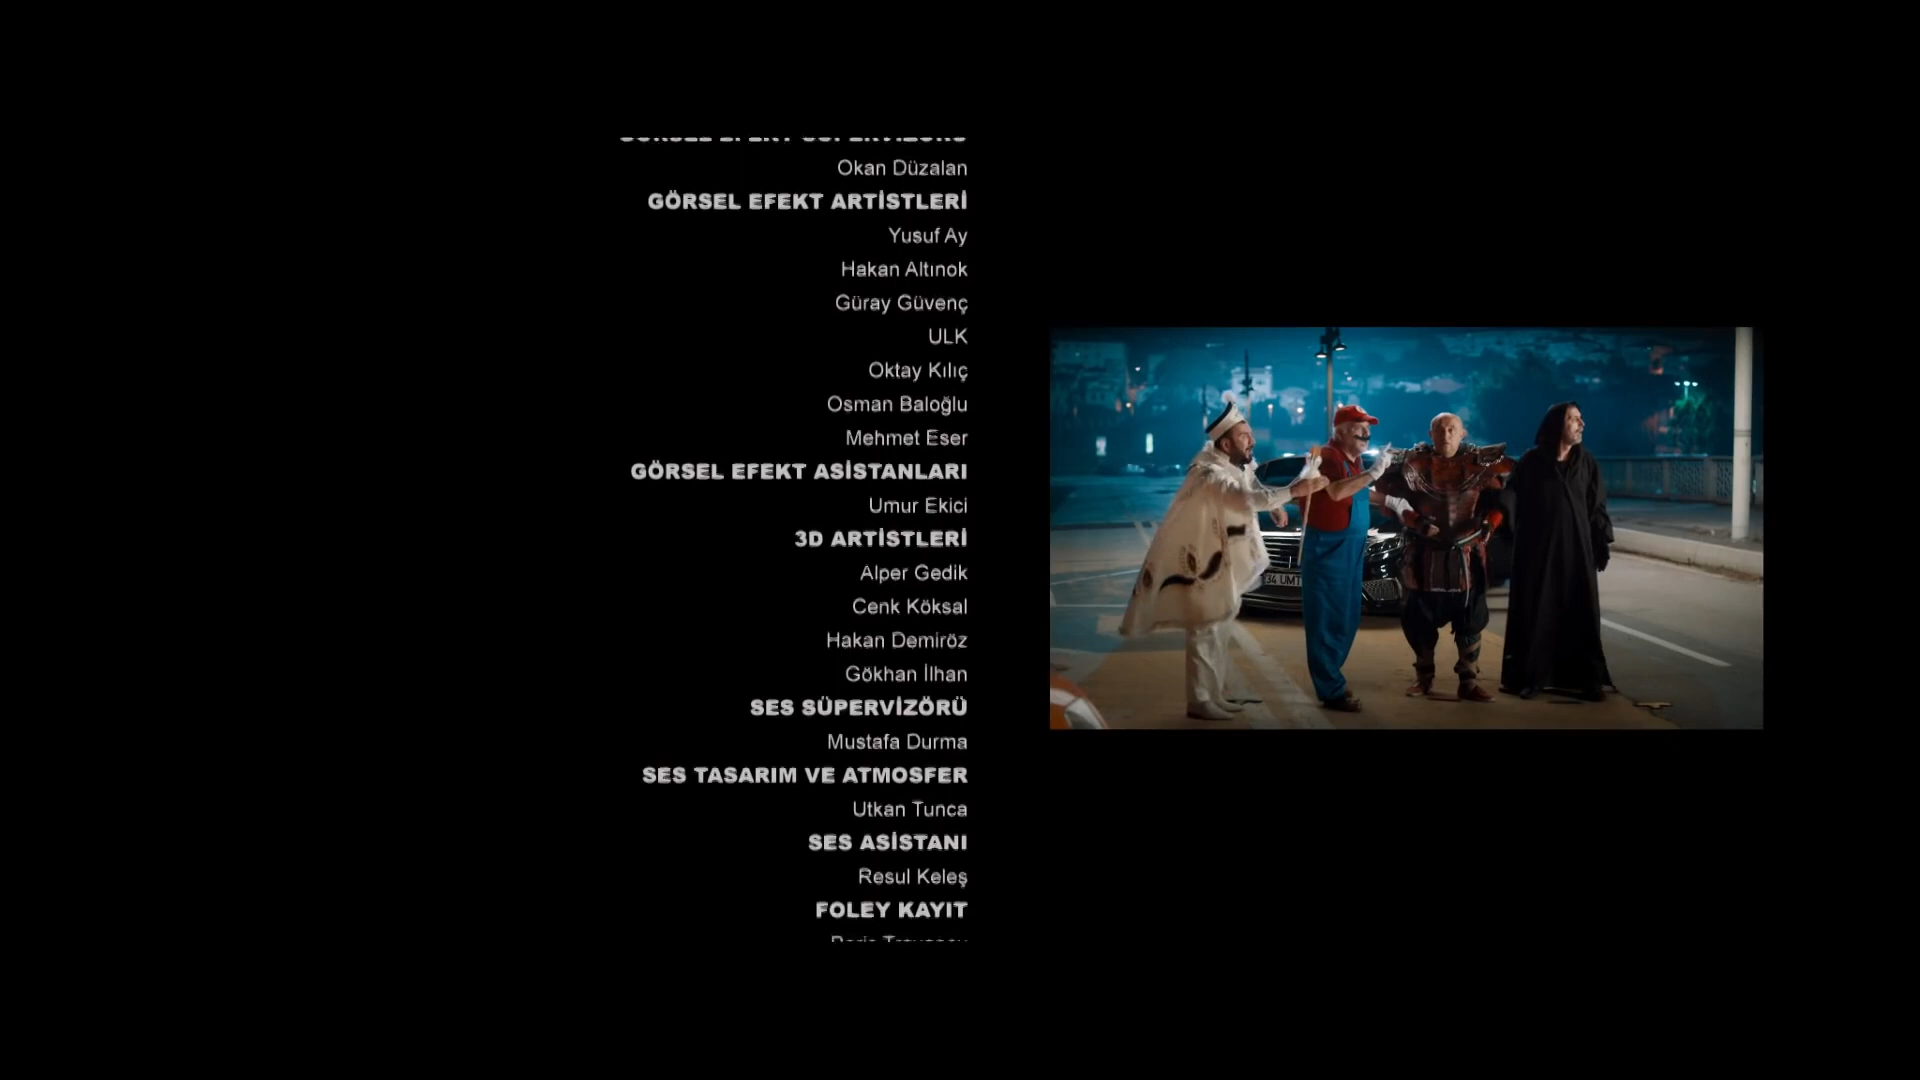 Okan Düzalan
GÖRSEL EFEKT ARTİSTLERİ
Yusuf Ay
Hakan Altınok
Güray Güvenç
ULK
Oktay Kılıç
Osman Baloğlu
Mehmet Eser
GÖRSEL EFEKT ASİSTANLARI
Umur Ekici
3D ARTİSTLERİ
Alper Gedik
Cenk Köksal
Hakan Demiröz
Gökhan İlhan
SES SÜPERVİZÖRÜ
Mustafa Durma
SES TASARIM VE ATMOSFER
Utkan Tunca
SES ASİSTANI
Resul Keleş
FOLEY KAYIT
34 UMT